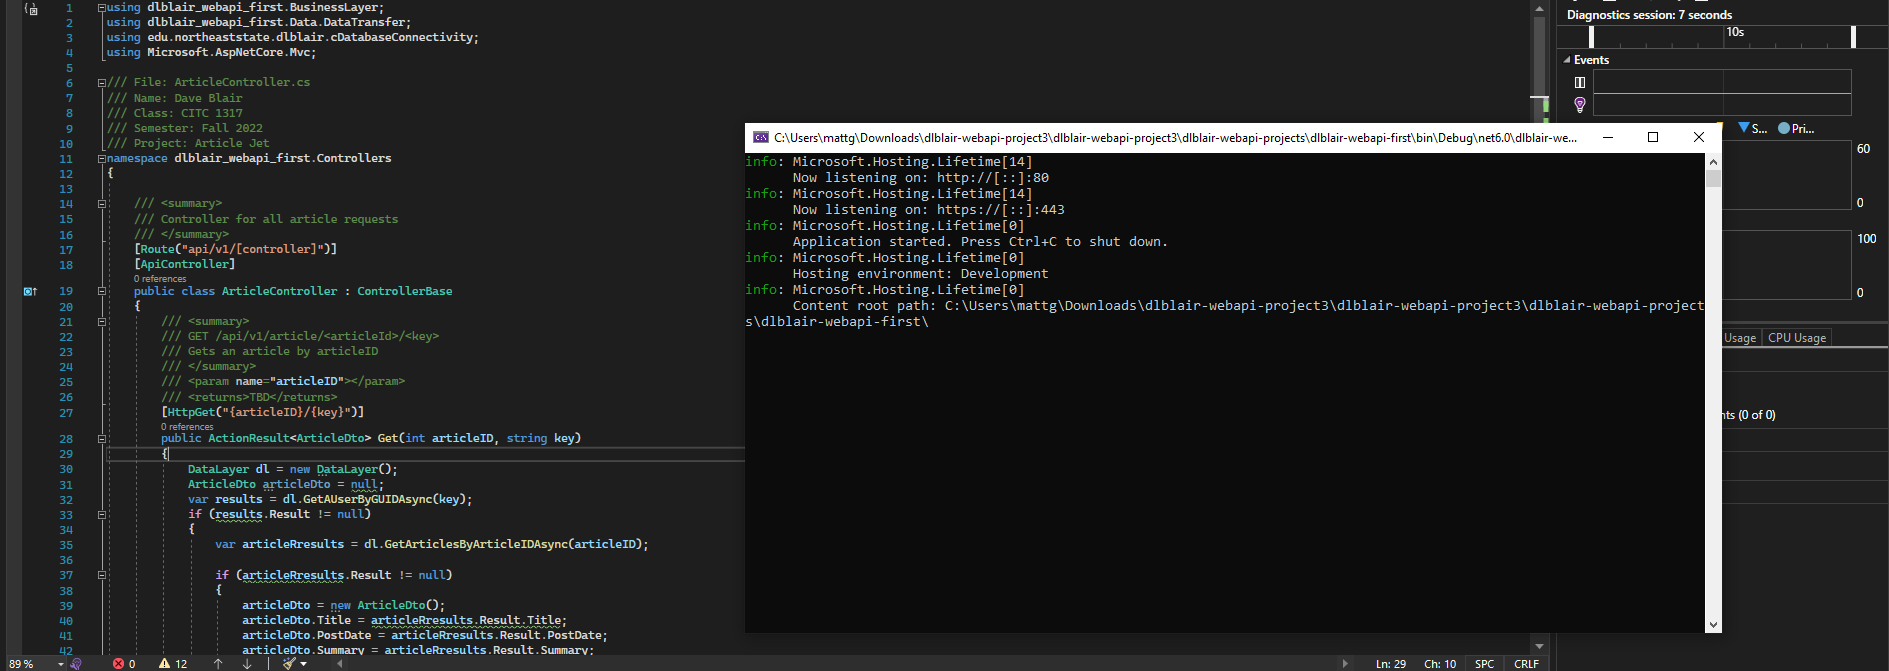 1 using dlblair_webapi_first.BusinessLayer;
2 using dlblair_webapi_first.Data.DataTransfer;
3 using edu.northeaststate.dlblair.cDatabaseConnectivity;
4 using Microsoft.AspNetCore.Mvc;
5
6 /// File: ArticleController.cs
7 /// Name: Dave Blair
8 /// Class: CITC 1317
9 /// Semester: Fall 2022
10 /// Project: Article Jet
11 namespace dlblair_webapi_first.Controllers
12 {
13
14 /// <summary>
15 /// Controller for all article requests
16 /// </summary>
17 [Route("api/v1/[controller]")]
18 [ApiController]
0 references
19 public class ArticleController : ControllerBase
20 {
21 /// <summary>
22 /// GET /api/v1/article/<articleId>/<key>
23 /// Gets an article by articleID
24 /// </summary>
25 /// <param name="articleID"></param>
26 /// <returns>TBD</returns>
27 [HttpGet("{articleID}/{key}")]
0 references
28 public ActionResult<ArticleDto> Get(int articleID, string key)
29 {
30 DataLayer dl = new DataLayer();
31 ArticleDto articleDto = null;
32 var results = dl.GetAUserByGUIDAsync(key);
33 if (results.Result != null)
34 {
35 var articleRresults = dl.GetArticlesByArticleIDAsync(articleID);
36
37 if (articleRresults.Result != null)
38 {
39 articleDto = new ArticleDto();
40 articleDto.Title = articleRresults.Result.Title;
41 articleDto.PostDate = articleRresults.Result.PostDate;
42 articleDto.Summary = articleRresults.Result.Summary;
89 % 0 12 Ln: 29 Ch: 10 SPC CRLF
C:\Users\mattg\Downloads\dlblair-webapi-project3\dlblair-webapi-project3\dlblair-webapi-projects\dlblair-webapi-first\bin\Debug\net6.0\dlblair-we...
info: Microsoft.Hosting.Lifetime[14]
Now listening on: http://[::]:80
info: Microsoft.Hosting.Lifetime[14]
Now listening on: https://[::]:443
info: Microsoft.Hosting.Lifetime[0]
Application started. Press Ctrl+C to shut down.
info: Microsoft.Hosting.Lifetime[0]
Hosting environment: Development
info: Microsoft.Hosting.Lifetime[0]
Content root path: C:\Users\mattg\Downloads\dlblair-webapi-project3\dlblair-webapi-project3\dlblair-webapi-project
s\dlblair-webapi-first\
Diagnostics session: 7 seconds
10s
Events
S... Pri...
60
0
100
0
Usage CPU Usage
nts (0 of 0)